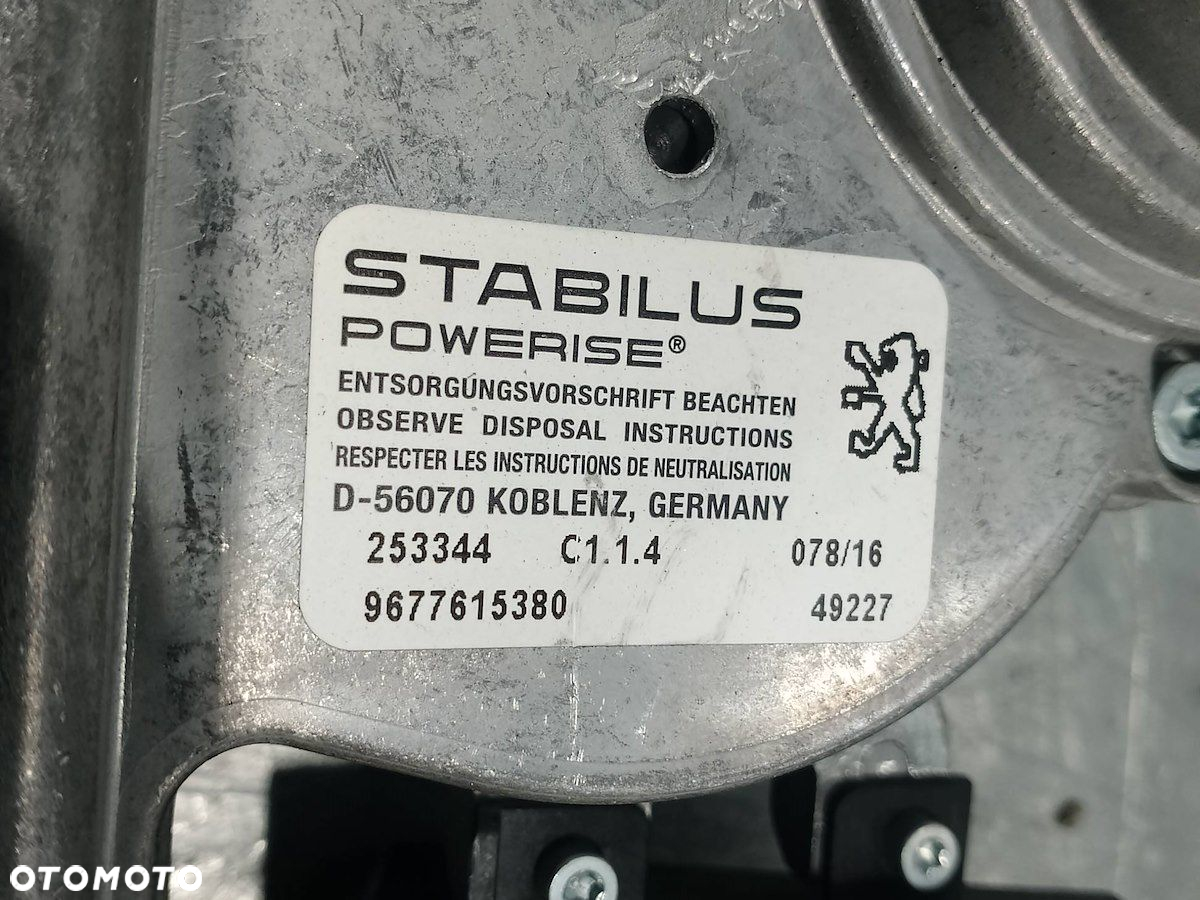 STABILUS
POWERISE®
ENTSORGUNGSVORSCHRIFT BEACHTEN
OBSERVE DISPOSAL INSTRUCTIONS
RESPECTER LES INSTRUCTIONS DE NEUTRALISATION
D-56070 KOBLENZ, GERMANY
253344 C1.1.4 078/16
9677615380 49227
OTOMOTO